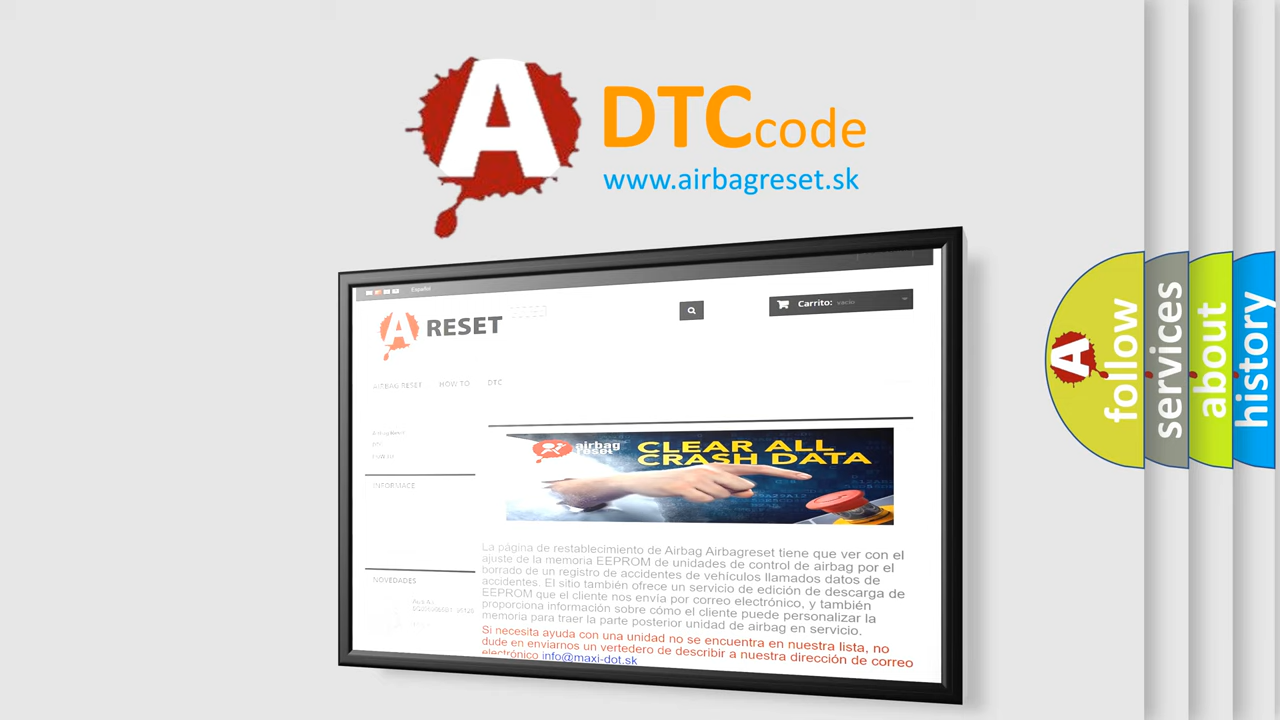 A DTCcode
www.airbagreset.sk
Español
A RESET
Carrito: vacío
AIRBAG RESET HOW TO DTC
Airbag Reset
DTC
INFORMACE
NOVEDADES
airbag
reset
CLEAR ALL
CRASH DATA
La página de restablecimiento de Airbag Airbagreset tiene que ver con el
ajuste de la memoria EEPROM de unidades de control de airbag por el
borrado de un registro de accidentes de vehículos llamados datos de
accidentes. El sitio también ofrece un servicio de edición de descarga de
EEPROM que el cliente nos envía por correo electrónico, y también
proporciona información sobre cómo el cliente puede personalizar la
memoria para traer la parte posterior unidad de airbag en servicio.
Si necesita ayuda con una unidad no se encuentra en nuestra lista, no
dude en enviarnos un vertedero de describir a nuestra dirección de correo
electrónico info@maxi-dot.sk
A
follow
services
about
history